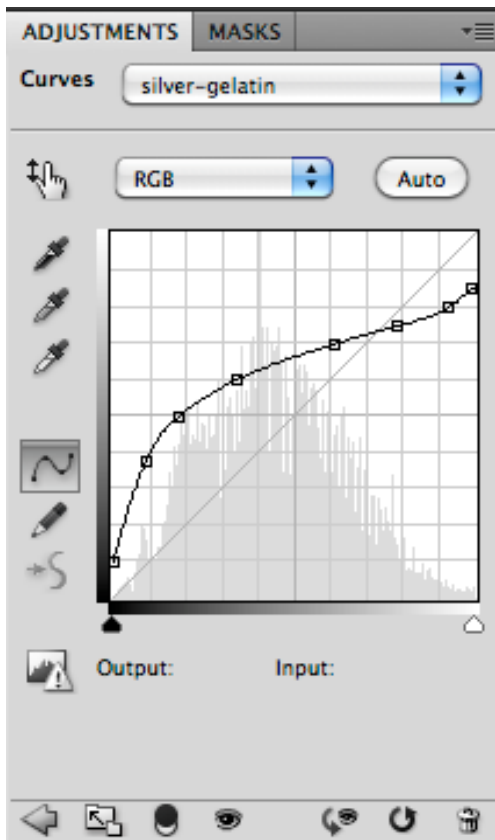 ADJUSTMENTS MASKS
Curves silver-gelatin
RGB Auto
Output: Input: